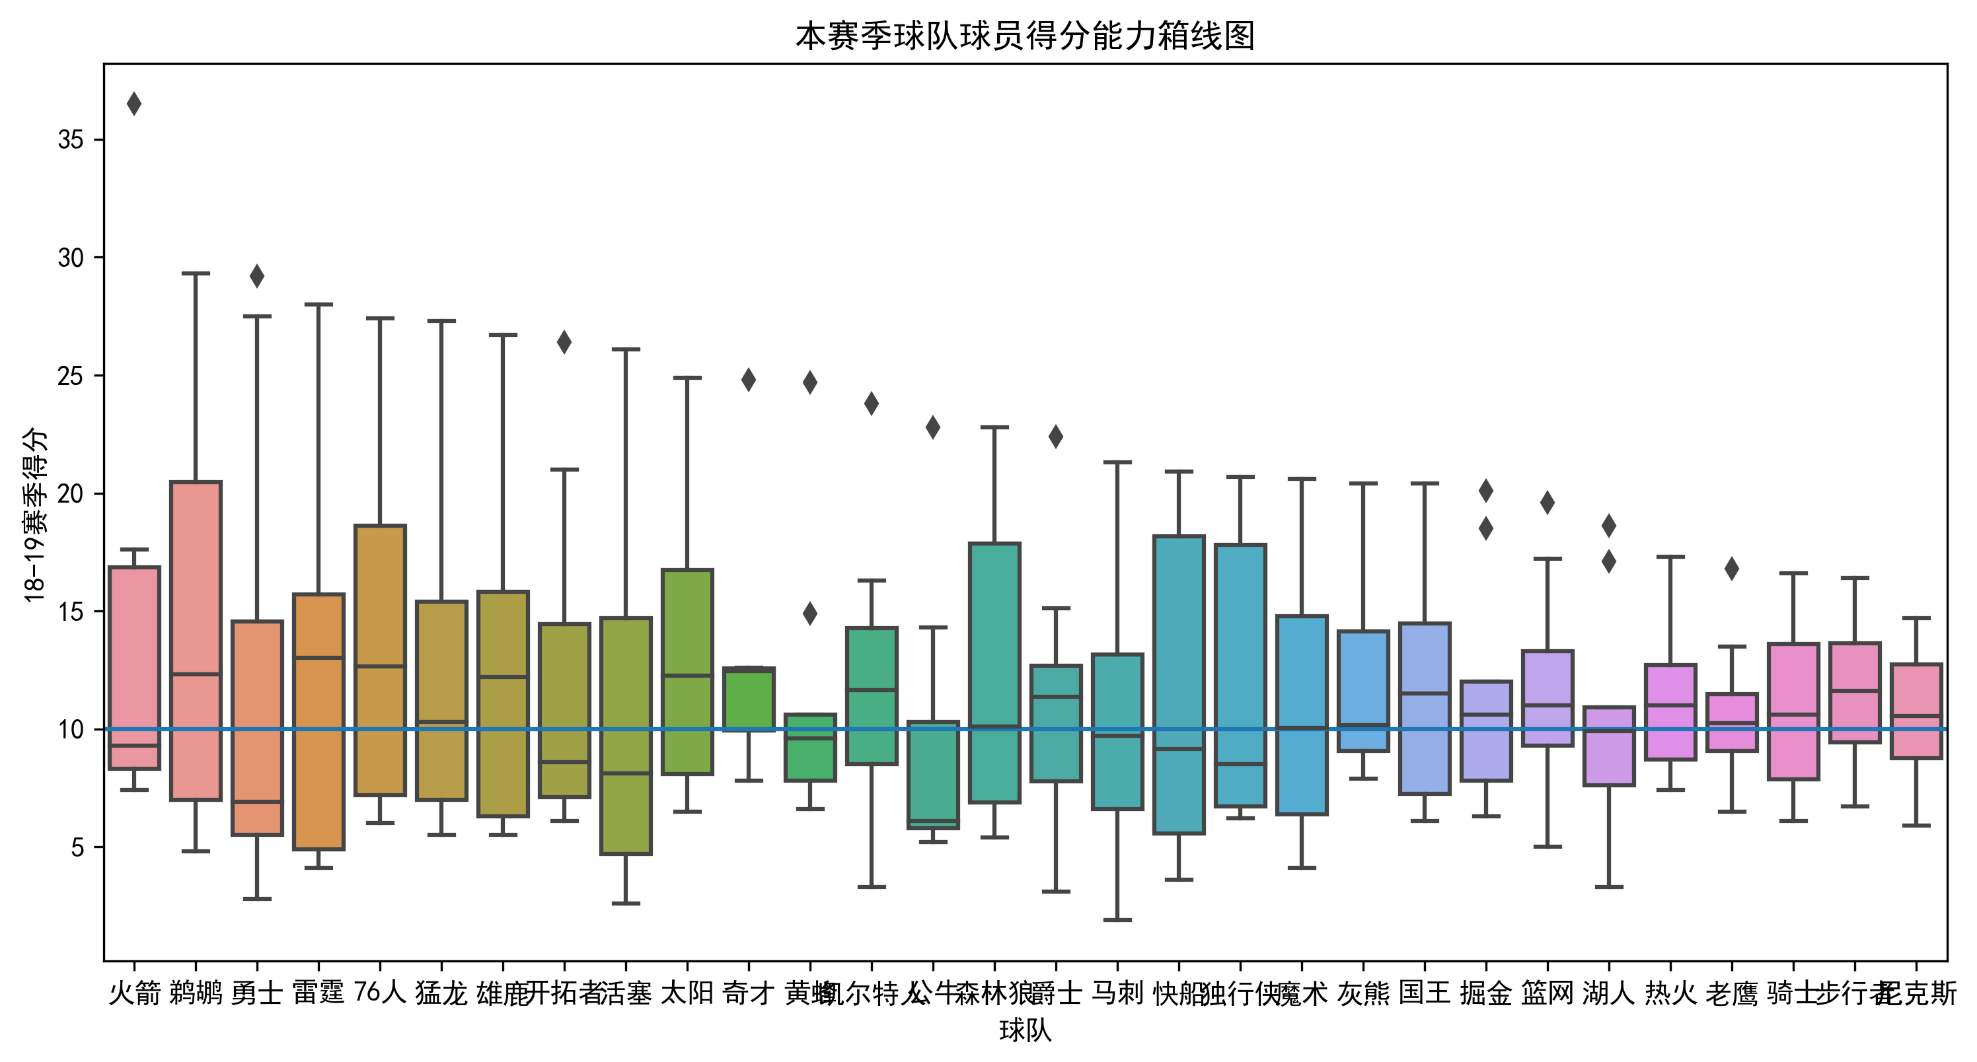 本赛季球队球员得分能力箱线图
18-19赛季得分
35
30
25
20
15
10
5
火箭 鹈鹕 勇士 雷霆 76人 猛龙 雄鹿 开拓者 活塞 太阳 奇才 黄蜂 凯尔特人 公牛 森林狼 爵士 马刺 快船 独行侠 魔术 灰熊 国王 掘金 篮网 湖人 热火 老鹰 骑士 步行者 尼克斯
球队